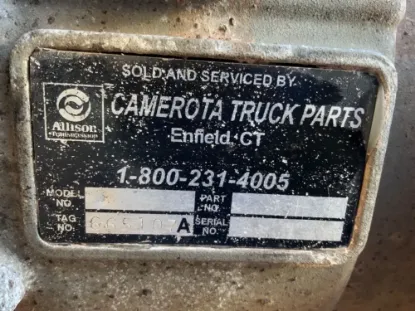 SOLD AND SERVICED BY
Allison
TRANSMISSION
CAMEROTA TRUCK PARTS
Enfield CT
1-800-231-4005
MODEL NO. PART NO.
TAG NO. A SERIAL NO.